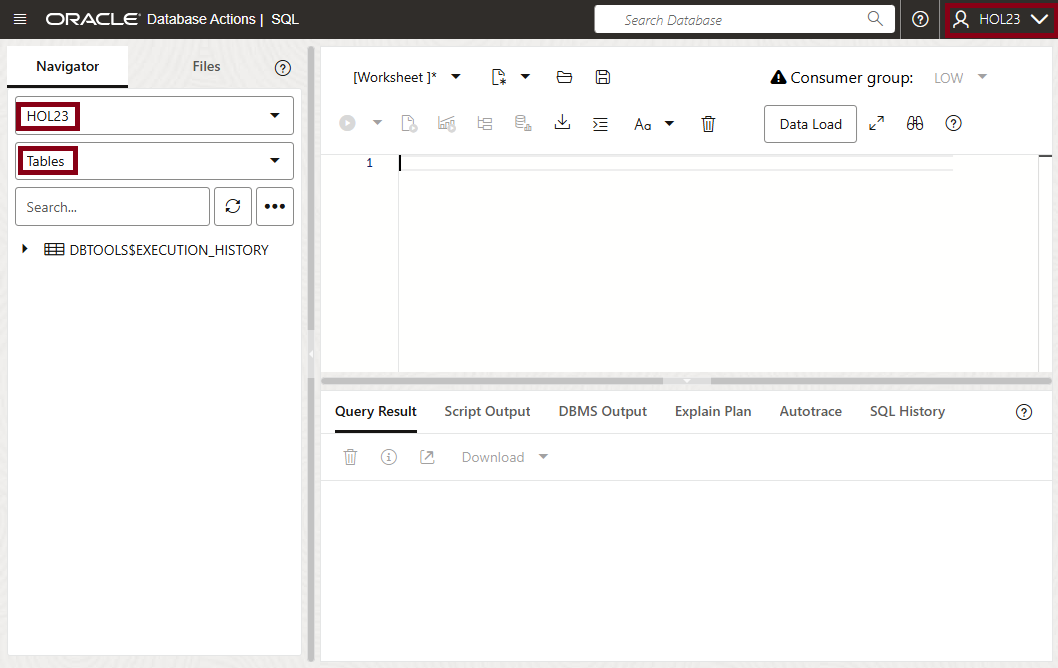 ORACLE Database Actions | SQL
Search Database
HOL23
Navigator
Files
HOL23
Tables
Search...
DBTOOLS$EXECUTION_HISTORY
[Worksheet ]*
Consumer group: LOW
Aa
Data Load
1
Query Result
Script Output
DBMS Output
Explain Plan
Autotrace
SQL History
Download